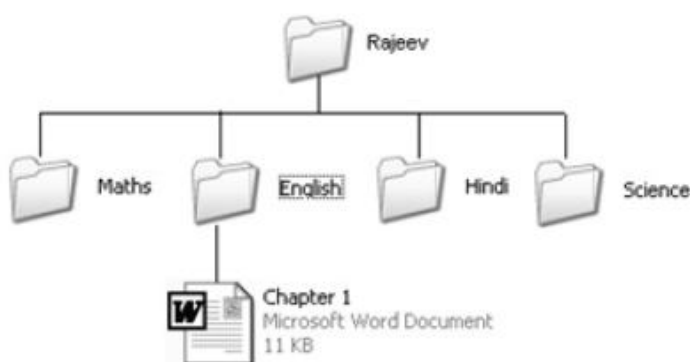 Rajeev
Maths
English
Hindi
Science
W
Chapter 1
Microsoft Word Document
11 KB